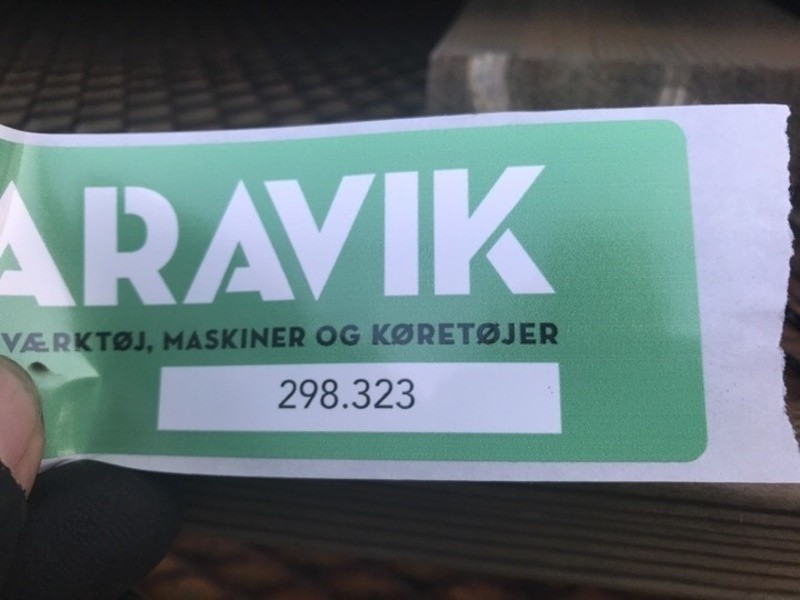 ARAVIK
VÆRKTØJ, MASKINER OG KØRETØJER
298.323